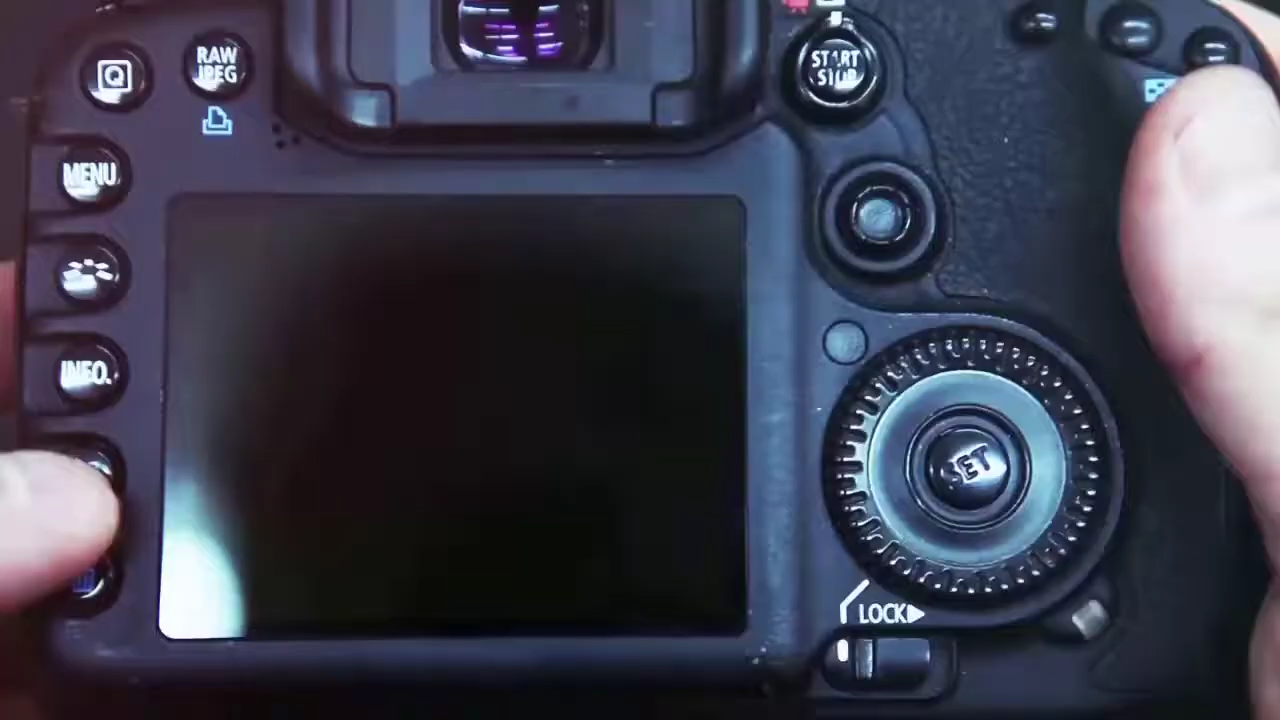 Q
RAW
JPEG
START
STOP
MENU
INFO.
SET
LOCK▶